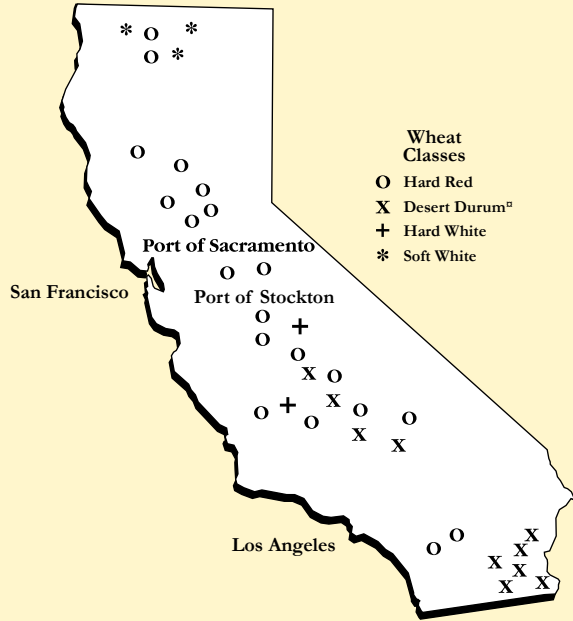 Wheat
Classes
O Hard Red
X Desert Durum¤
+ Hard White
* Soft White
Port of Sacramento
San Francisco
Port of Stockton
Los Angeles